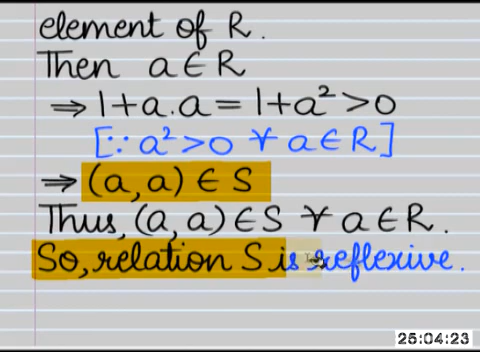 element of R.
Then a ∈ R
⇒ 1+a.a = 1+a² > 0
[∵ a² > 0 ∀ a ∈ R]
⇒ (a, a) ∈ S
Thus, (a, a) ∈ S ∀ a ∈ R.
So, relation S is reflexive.
25:04:23